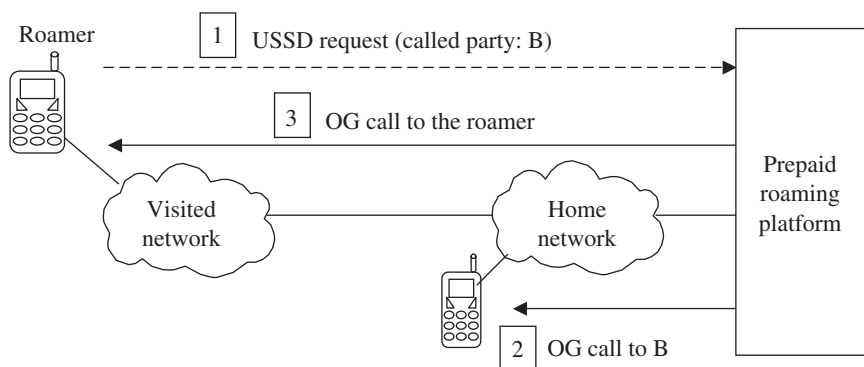 Roamer
1 USSD request (called party: B)
3 OG call to the roamer
Visited
network
Home
network
Prepaid
roaming
platform
2 OG call to B